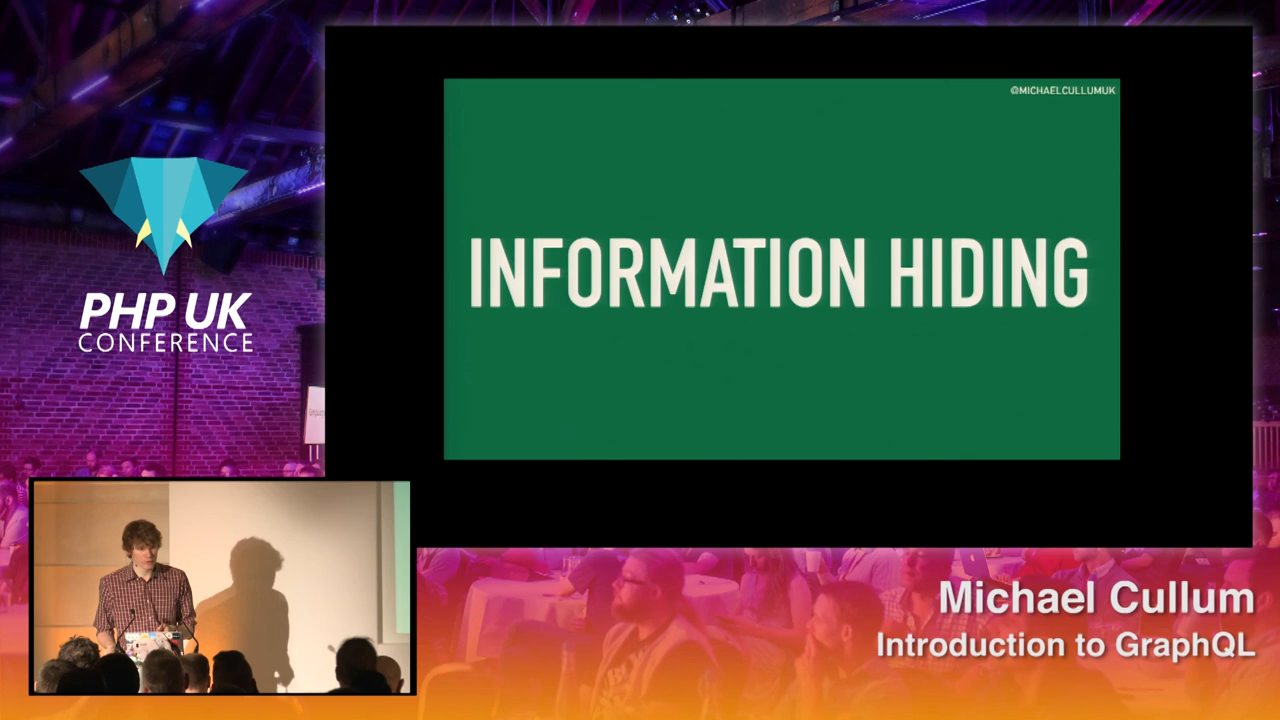 @MICHAELCULLUMUK
INFORMATION HIDING
PHP UK
CONFERENCE
Michael Cullum
Introduction to GraphQL